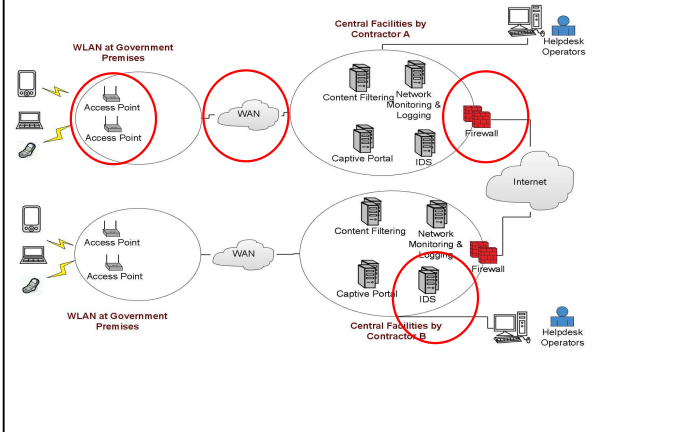 Central Facilities by
Contractor A
Helpdesk
Operators
WLAN at Government
Premises
Access Point
Access Point
WAN
Content Filtering
Network
Monitoring &
Logging
Captive Portal
IDS
Firewall
Internet
Access Point
Access Point
WAN
Content Filtering
Network
Monitoring &
Logging
Captive Portal
IDS
Firewall
WLAN at Government
Premises
Central Facilities by
Contractor B
Helpdesk
Operators